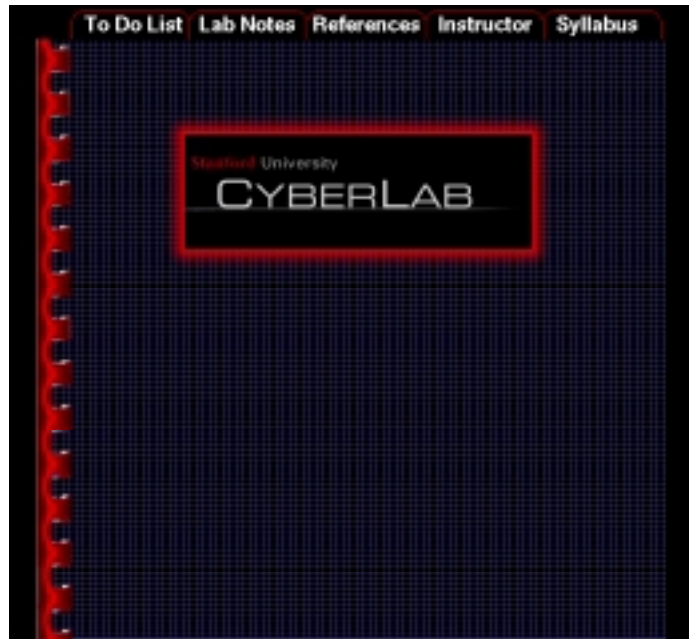 To Do List Lab Notes References Instructor Syllabus
Stanford University
CYBERLAB